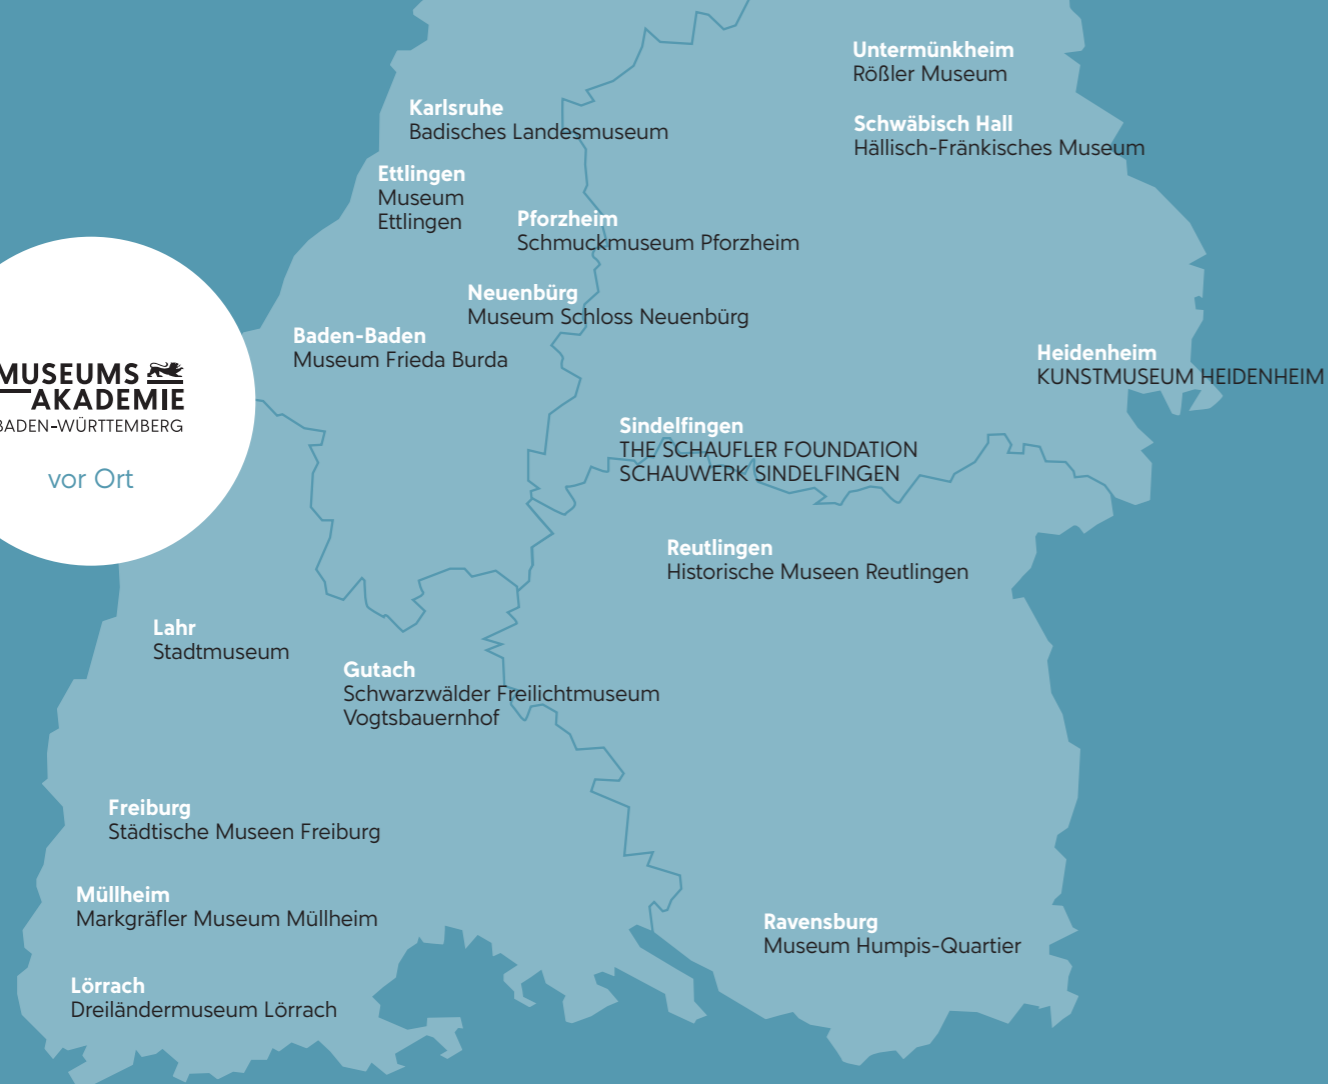 Untermünkheim
Rößler Museum
Karlsruhe
Badisches Landesmuseum
Schwäbisch Hall
Hällisch-Fränkisches Museum
Ettlingen
Museum
Ettlingen
Pforzheim
Schmuckmuseum Pforzheim
Neuenbürg
Museum Schloss Neuenbürg
Baden-Baden
Museum Frieda Burda
Heidenheim
KUNSTMUSEUM HEIDENHEIM
MUSEUMS
AKADEMIE
BADEN-WÜRTTEMBERG
vor Ort
Sindelfingen
THE SCHAUFLER FOUNDATION
SCHAUWERK SINDELFINGEN
Reutlingen
Historische Museen Reutlingen
Lahr
Stadtmuseum
Gutach
Schwarzwälder Freilichtmuseum
Vogtsbauernhof
Freiburg
Städtische Museen Freiburg
Müllheim
Markgräfler Museum Müllheim
Ravensburg
Museum Humpis-Quartier
Lörrach
Dreiländermuseum Lörrach